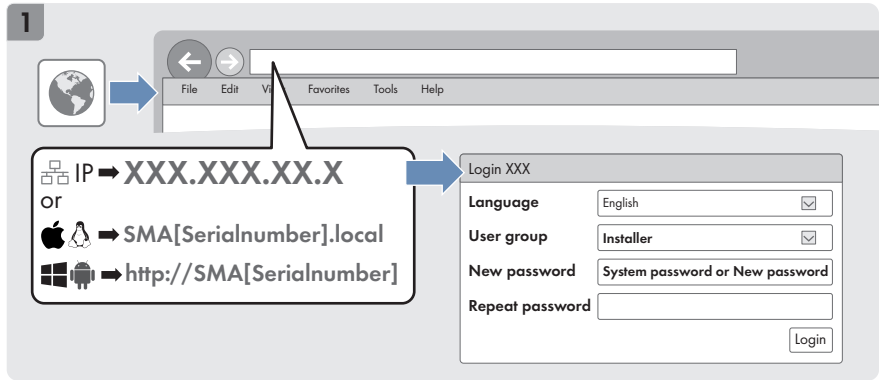 1
File Edit Vi Favorites Tools Help
IP ➡ XXX.XXX.XX.X
or
➡ SMA[Serialnumber].local
➡ http://SMA[Serialnumber]
Login XXX
Language English
User group Installer
New password System password or New password
Repeat password
Login